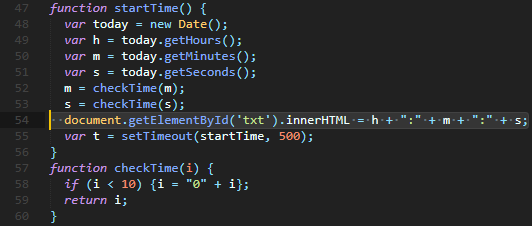 47 function startTime() {
48 var today = new Date();
49 var h = today.getHours();
50 var m = today.getMinutes();
51 var s = today.getSeconds();
52 m = checkTime(m);
53 s = checkTime(s);
54 document.getElementById('txt').innerHTML = h + ":" + m + ":" + s;
55 var t = setTimeout(startTime, 500);
56 }
57 function checkTime(i) {
58 if (i < 10) {i = "0" + i};
59 return i;
60 }